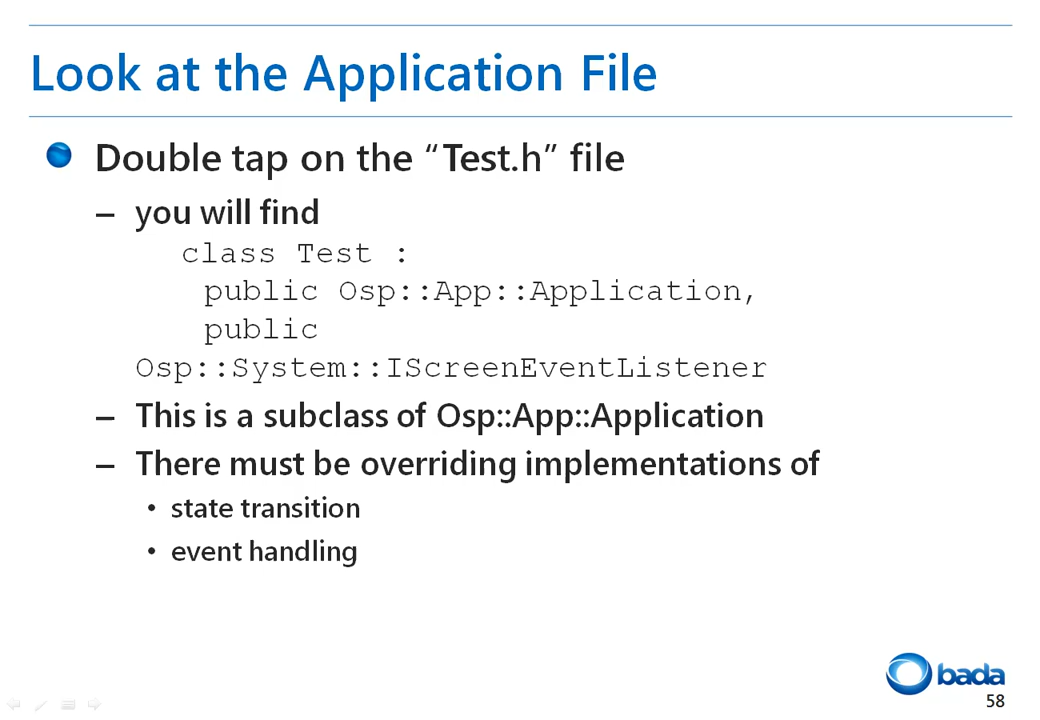 Look at the Application File
Double tap on the “Test.h” file
– you will find
class Test :
public Osp::App::Application,
public
Osp::System::IScreenEventListener
– This is a subclass of Osp::App::Application
– There must be overriding implementations of
• state transition
• event handling
bada
58